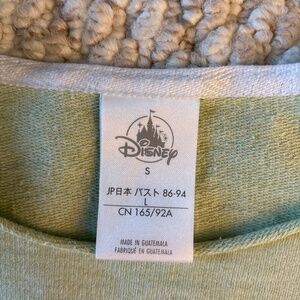 Disney
S
JP日本 バスト 86-94
L
CN 165/92A
MADE IN GUATEMALA
FABRIQUÉ EN GUATEMALA